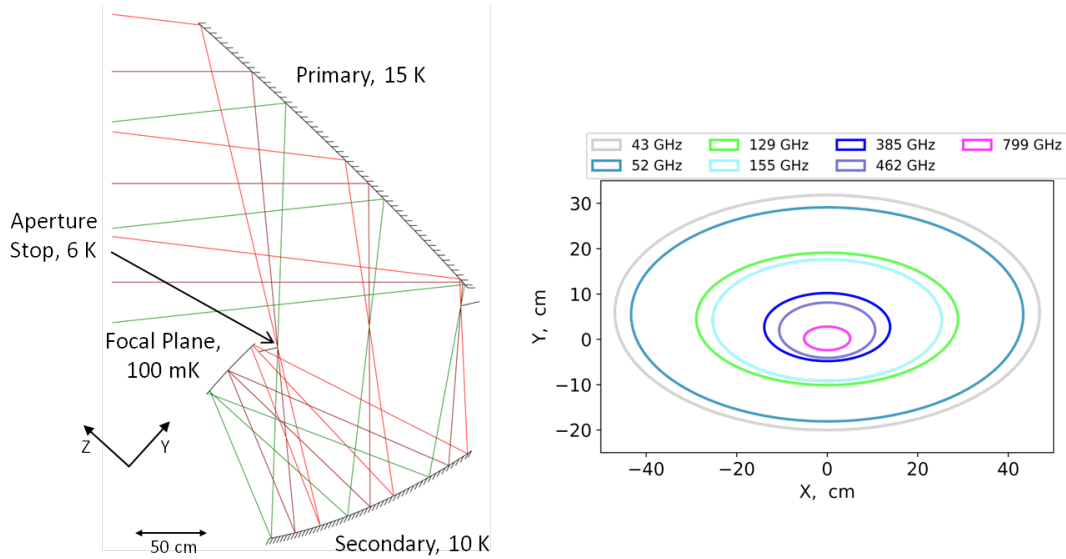 Primary, 15 K
Aperture
Stop, 6 K
Focal Plane,
100 mK
Z
Y
50 cm
Secondary, 10 K
43 GHz
129 GHz
385 GHz
799 GHz
52 GHz
155 GHz
462 GHz
30
20
10
0
−10
−20
Y, cm
−40
−20
0
20
40
X, cm